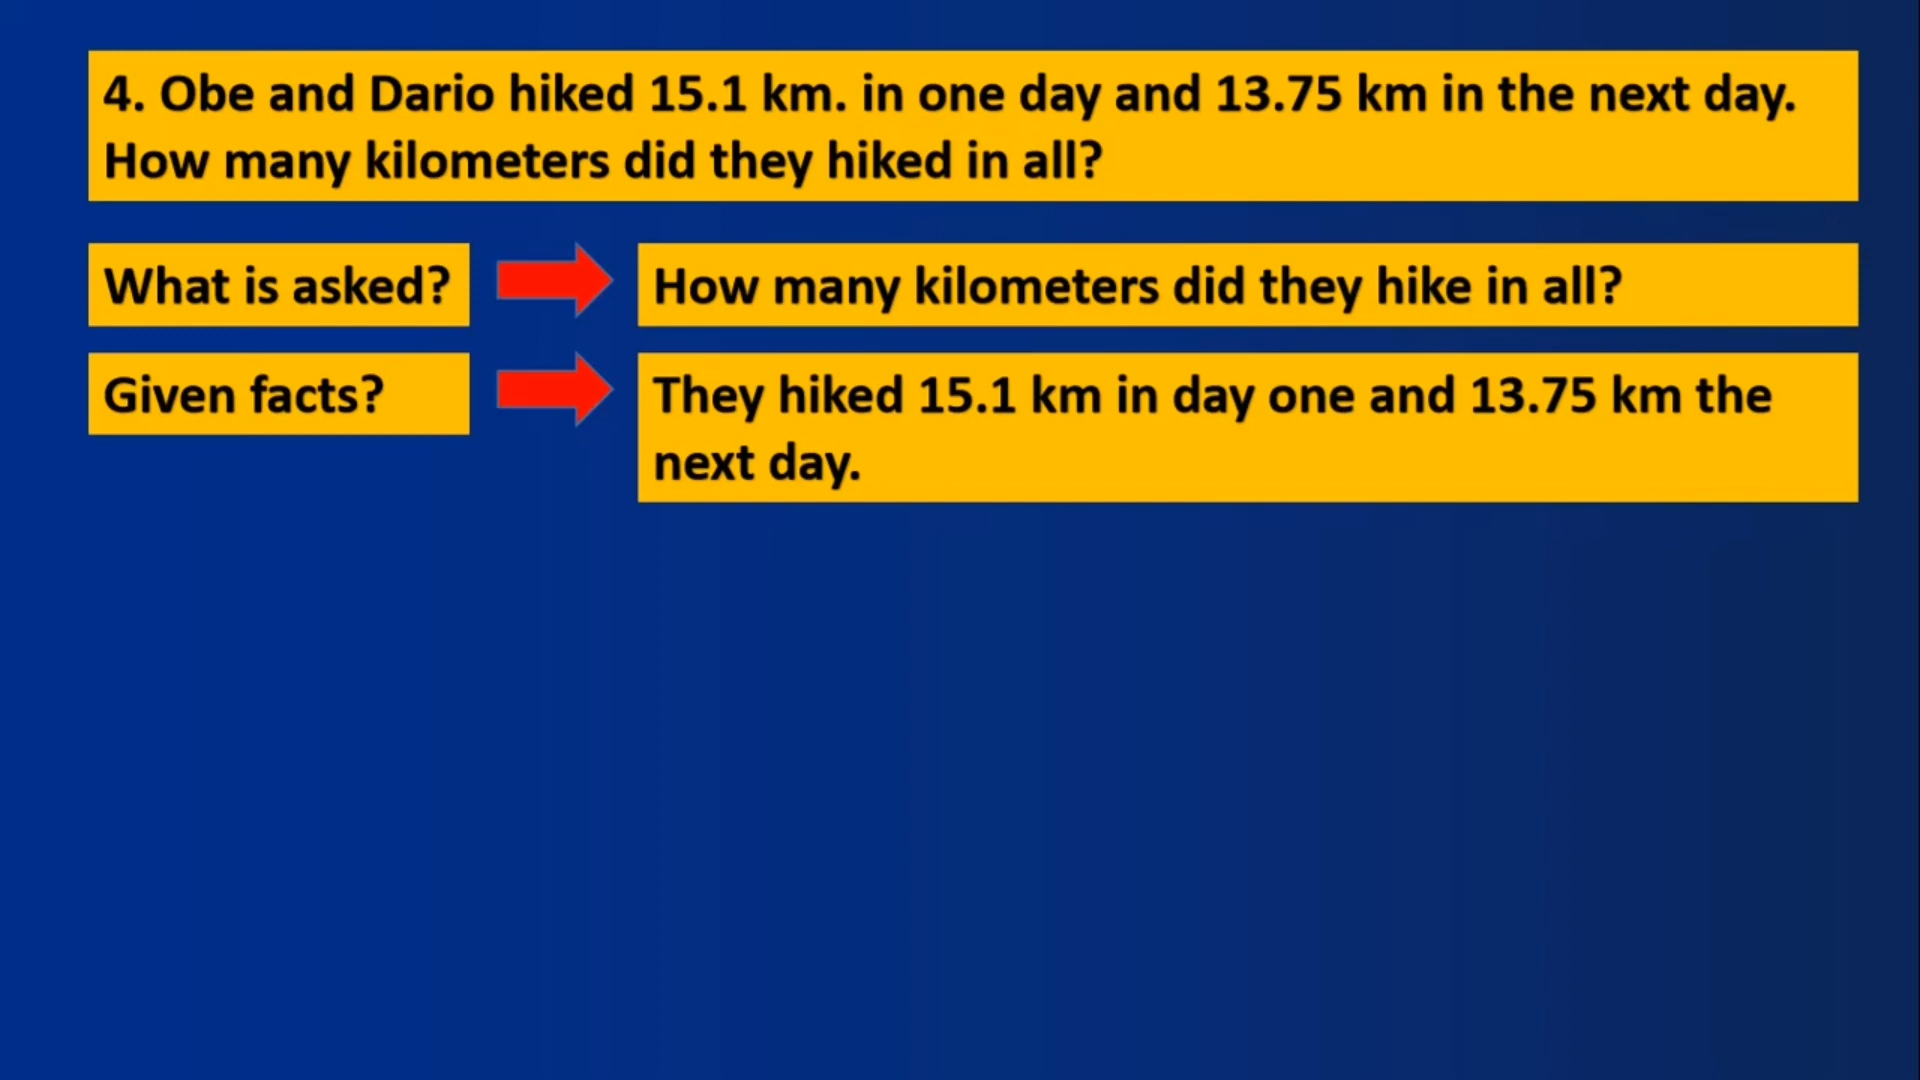 4. Obe and Dario hiked 15.1 km. in one day and 13.75 km in the next day.
How many kilometers did they hiked in all?
What is asked?
How many kilometers did they hike in all?
Given facts?
They hiked 15.1 km in day one and 13.75 km the
next day.